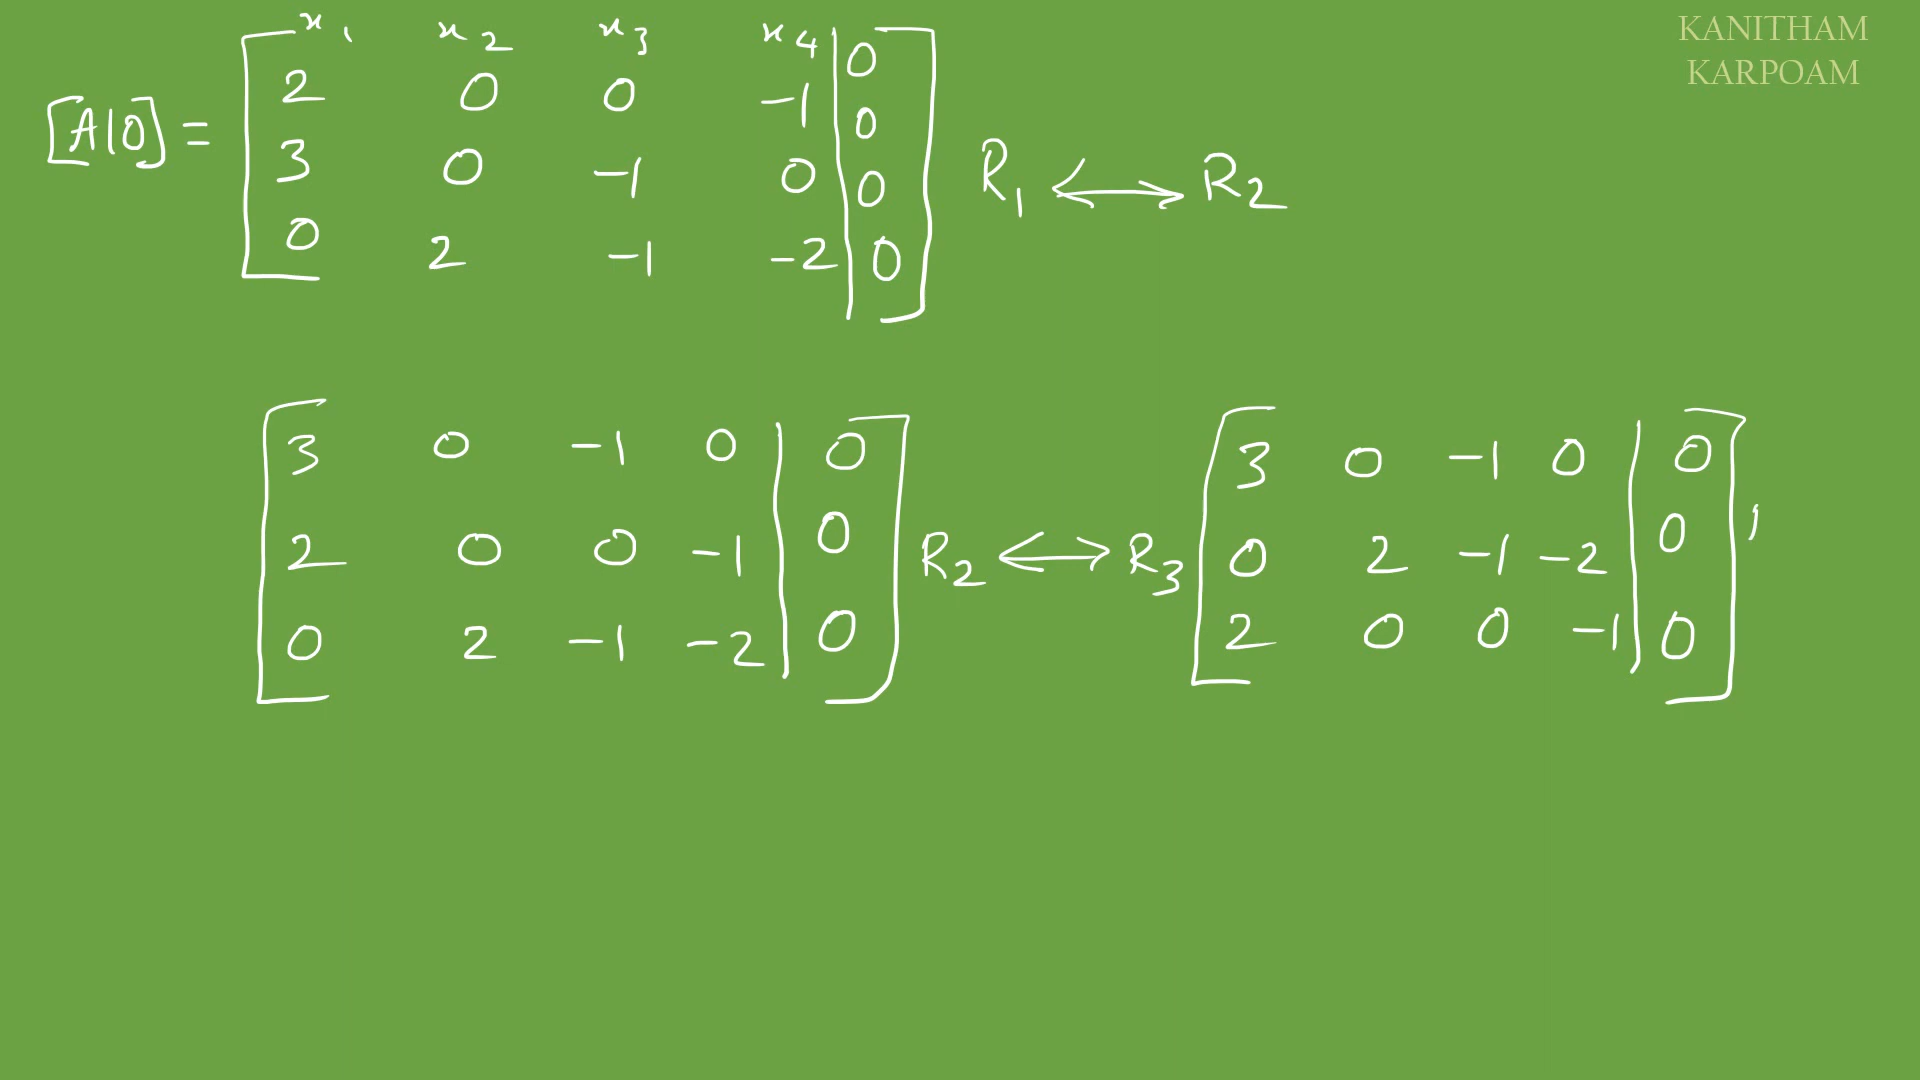 KANITHAM
KARPOAM
x₁ x₂ x₃ x₄ | 0
[A|0] = [ 2 0 0 -1 | 0
3 0 -1 0 | 0
0 2 -1 -2 | 0 ]
R₁ ⟷ R₂
[ 3 0 -1 0 | 0
2 0 0 -1 | 0
0 2 -1 -2 | 0 ]
R₂ ⟷ R₃
[ 3 0 -1 0 | 0
0 2 -1 -2 | 0
2 0 0 -1 | 0 ] ,